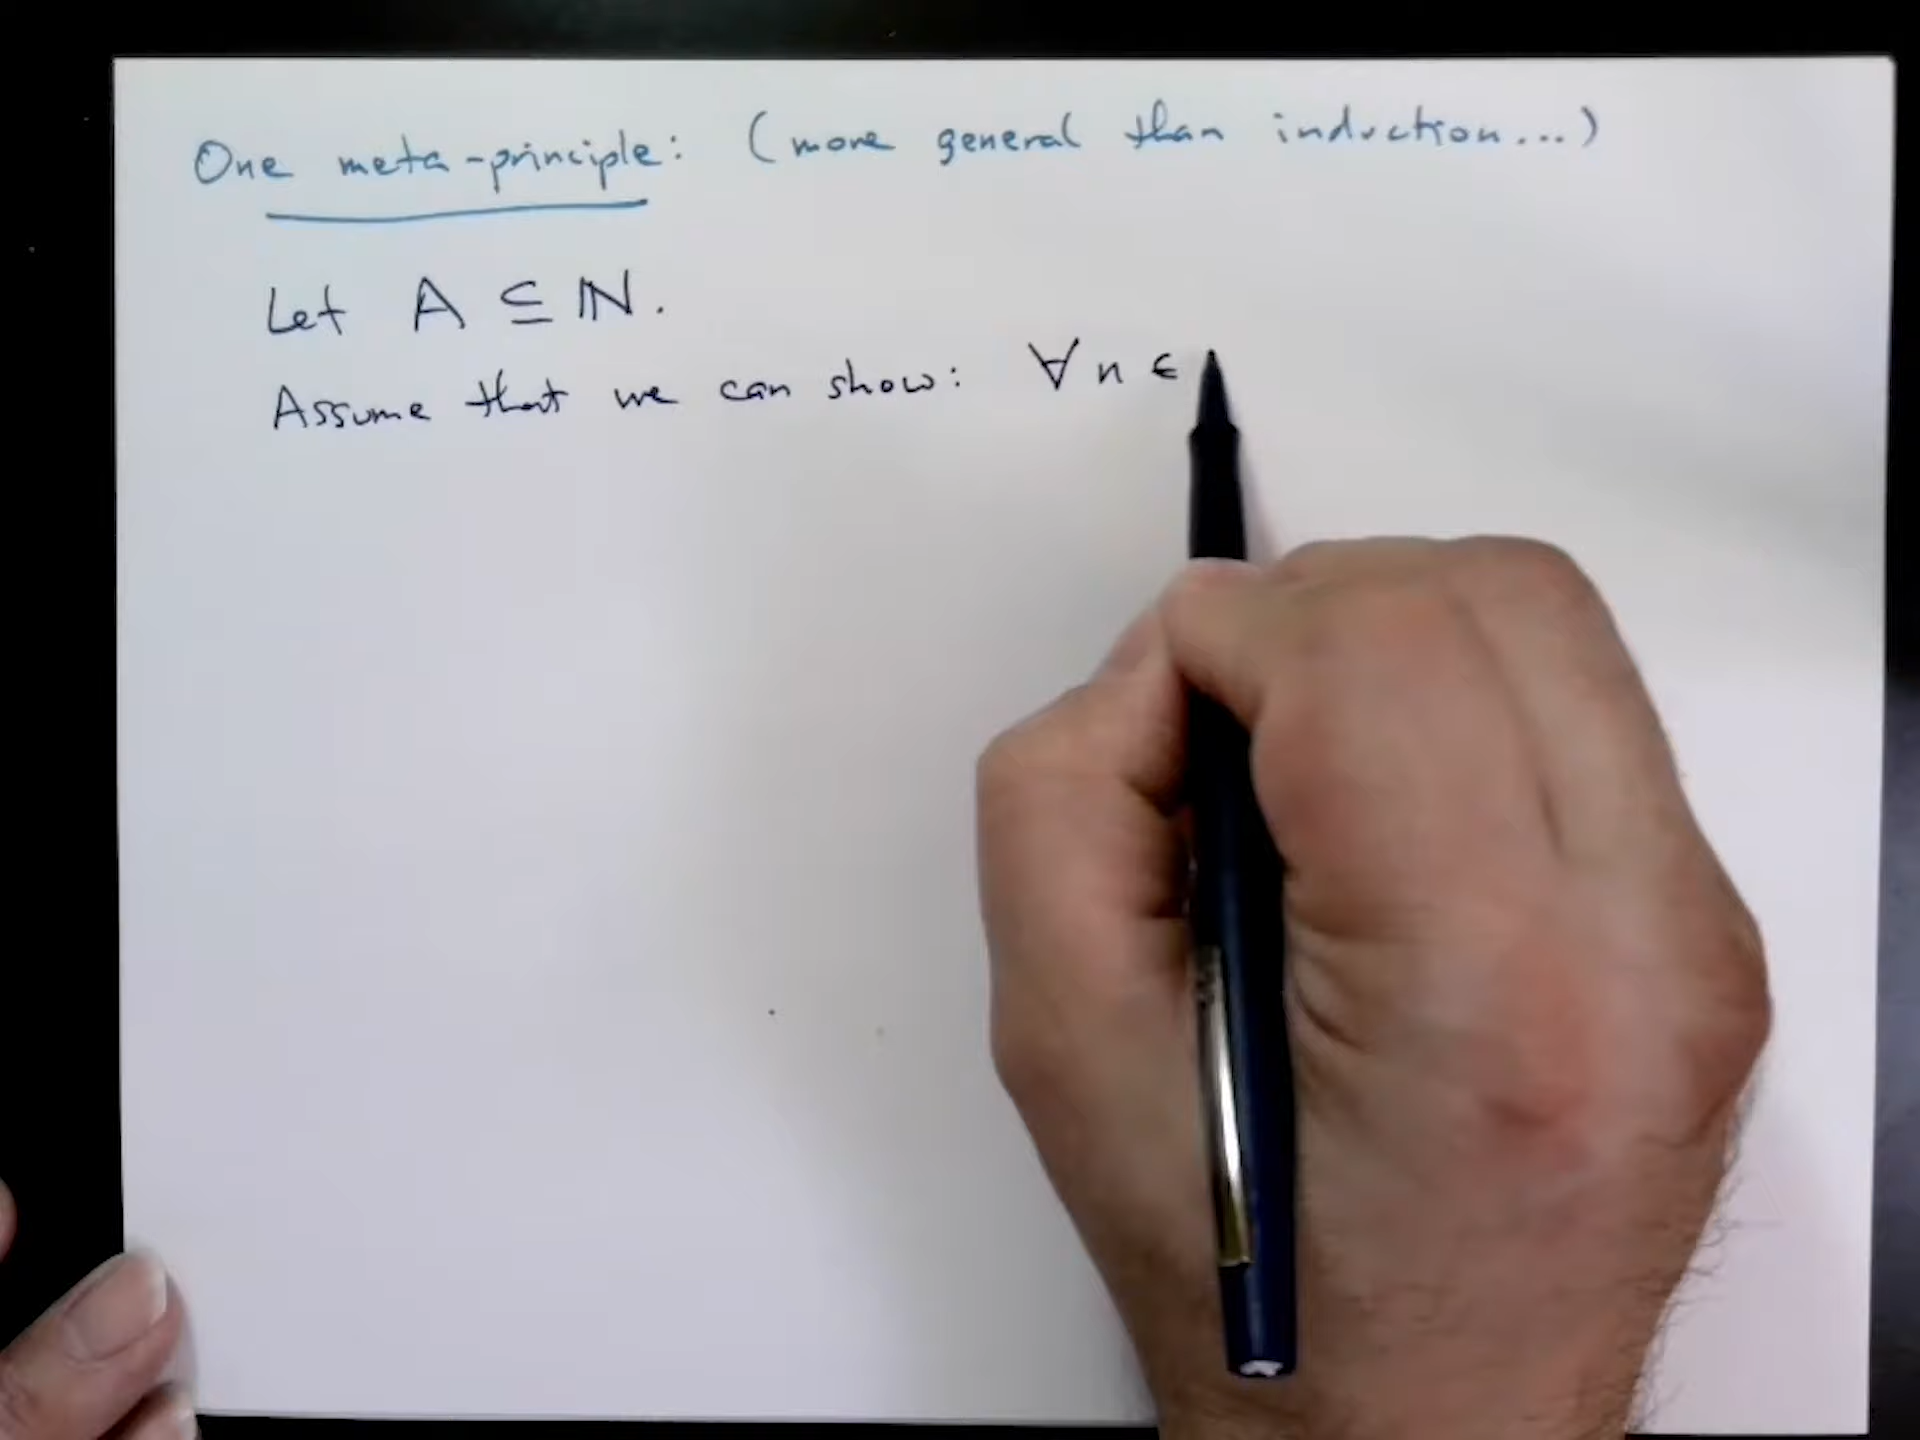 One meta-principle: (more general than induction...)
Let A ⊆ ℕ.
Assume that we can show: ∀ n ∈